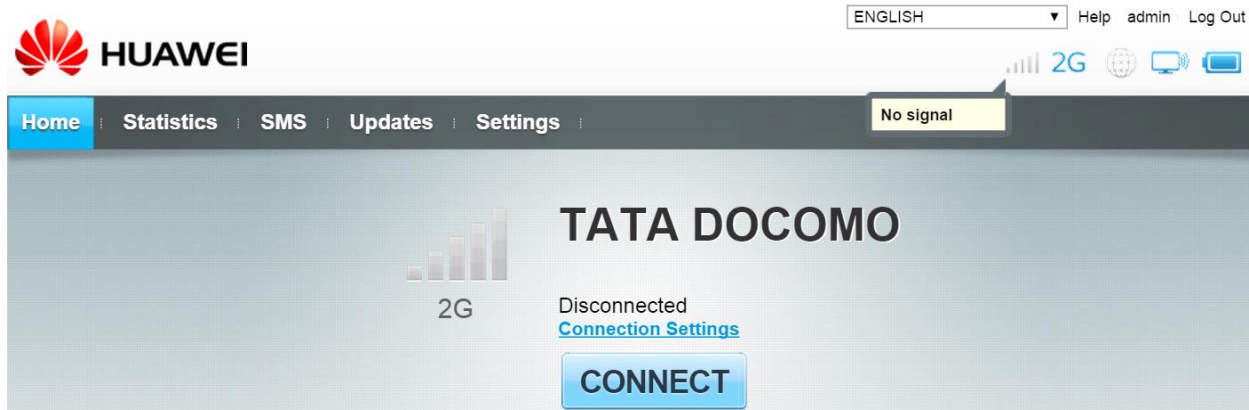 ENGLISH Help admin Log Out
HUAWEI
2G
Home Statistics SMS Updates Settings
No signal
TATA DOCOMO
2G
Disconnected
Connection Settings
CONNECT